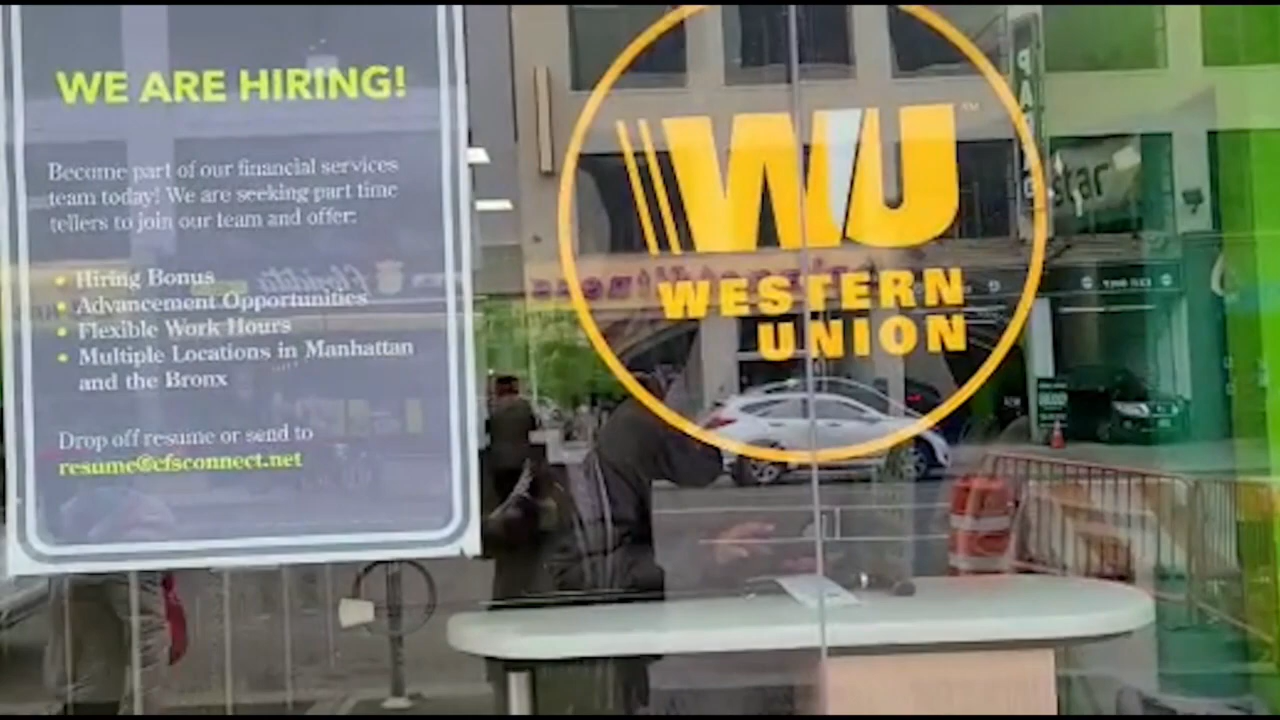 WE ARE HIRING!
Become part of our financial services
team today! We are seeking part time
tellers to join our team and offer:
• Hiring Bonus
• Advancement Opportunities
• Flexible Work Hours
• Multiple Locations in Manhattan
and the Bronx
Drop off resume or send to
resume@cfsconnect.net
WU
TM
WESTERN
UNION
star